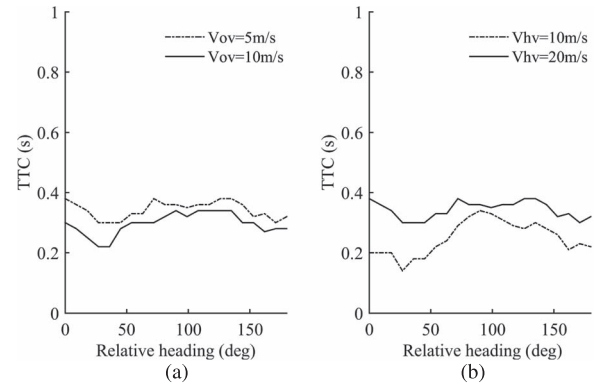 1
0.8
0.6
0.4
0.2
0
TTC (s)
Vov=5m/s
Vov=10m/s
0
50
100
150
Relative heading (deg)
(a)
1
0.8
0.6
0.4
0.2
0
TTC (s)
Vhv=10m/s
Vhv=20m/s
0
50
100
150
Relative heading (deg)
(b)